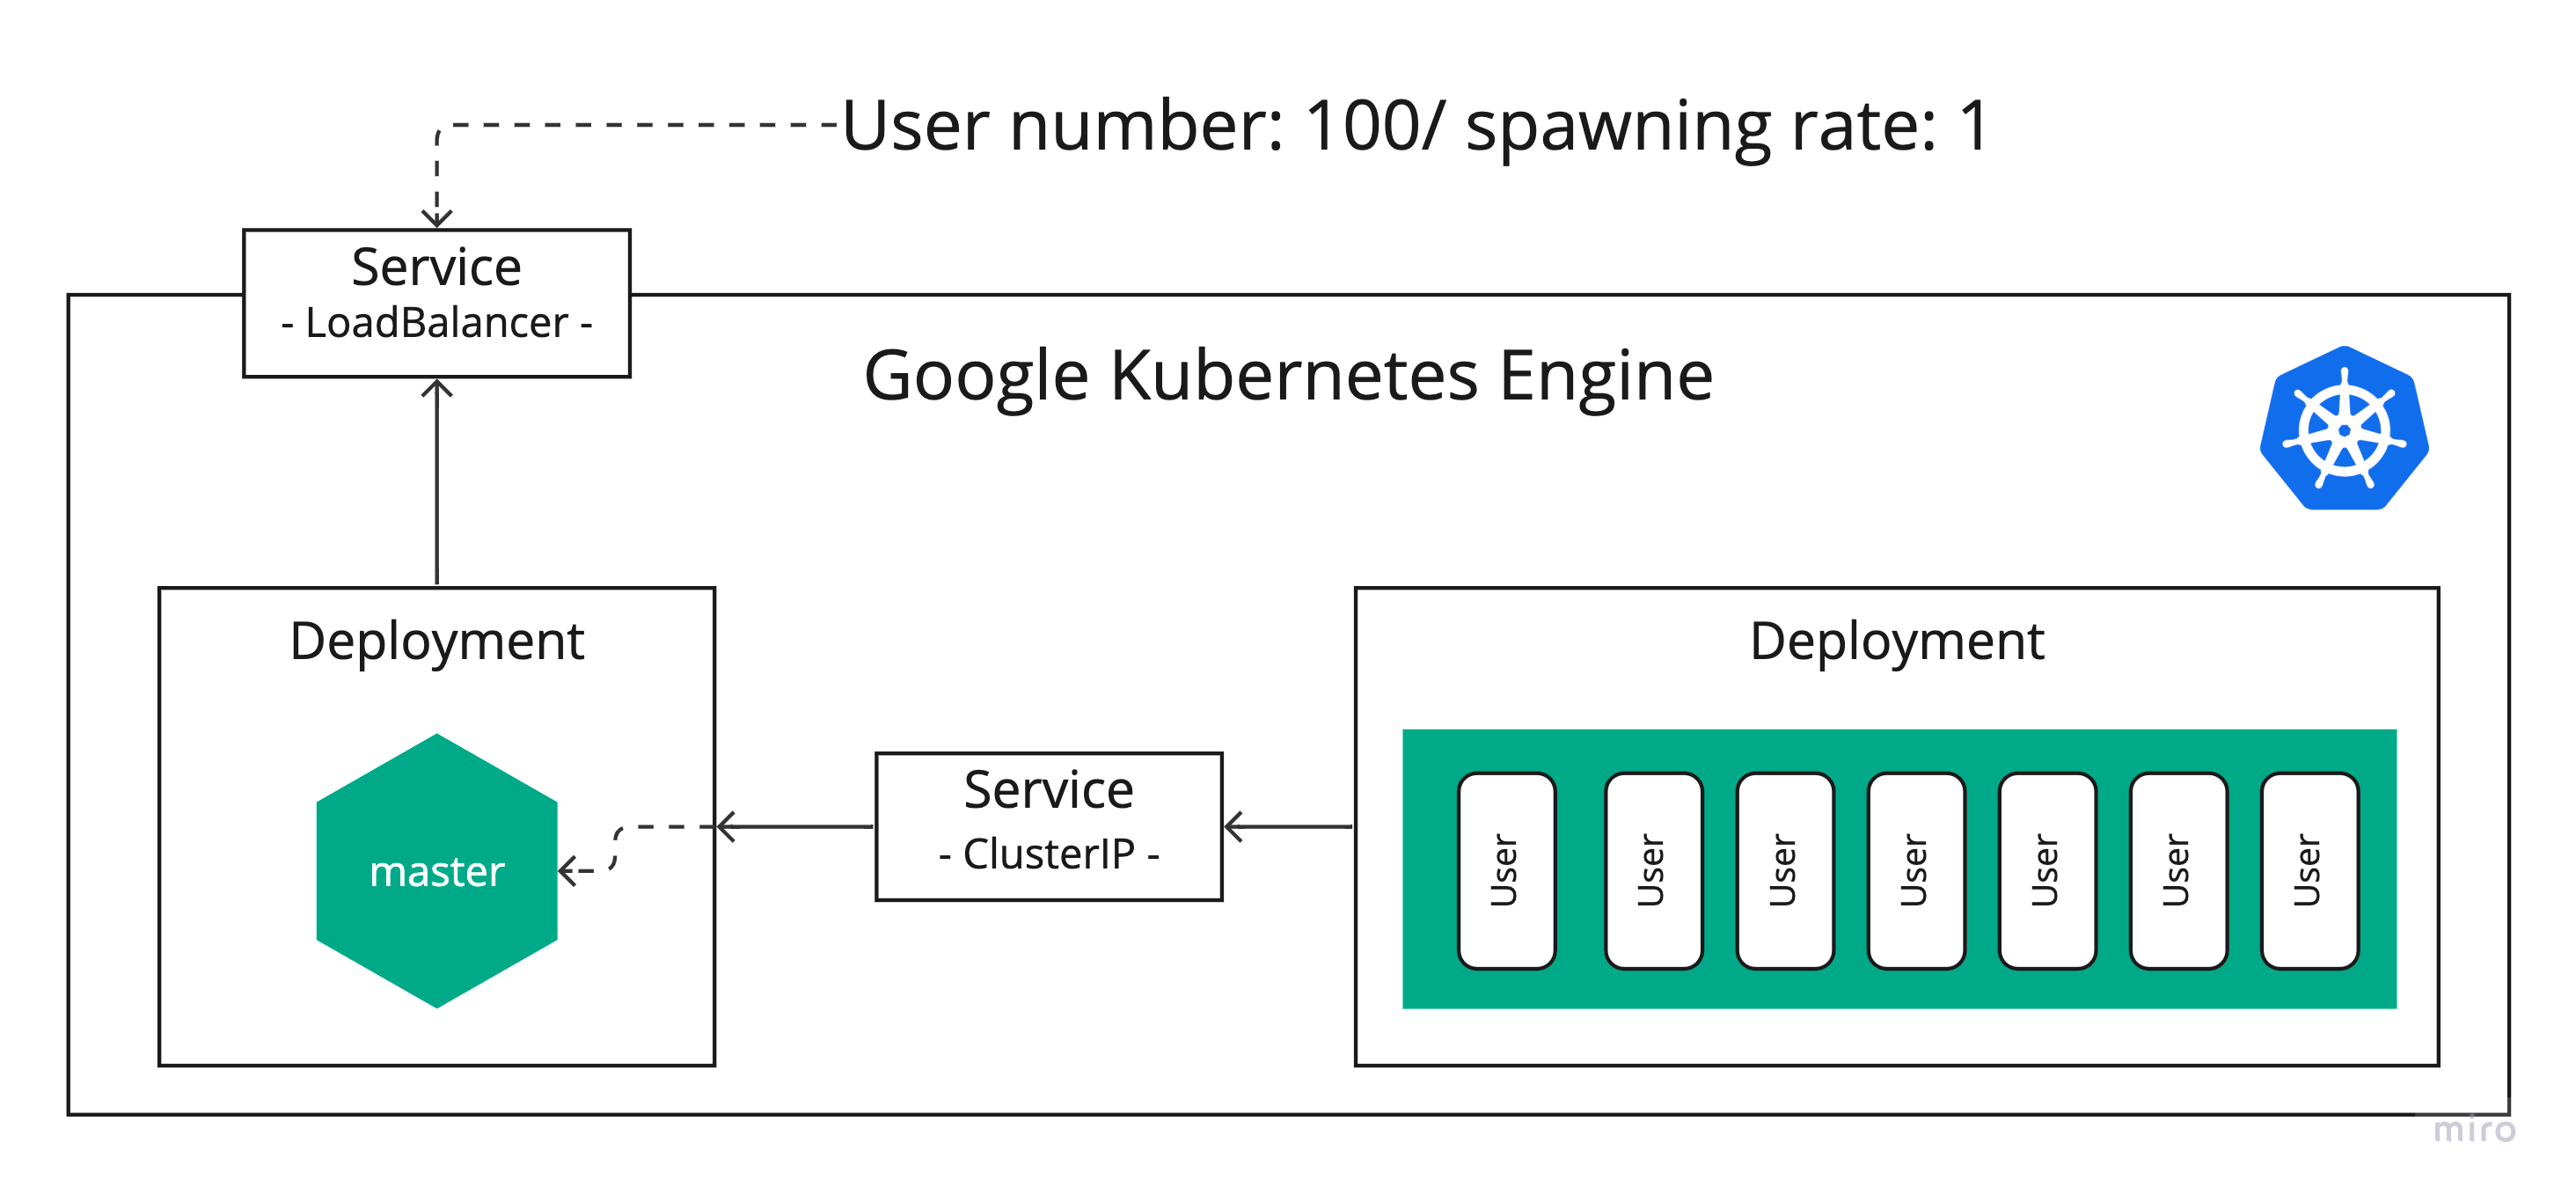 User number: 100/ spawning rate: 1
Service
- LoadBalancer -
Google Kubernetes Engine
Deployment
master
Service
- ClusterIP -
Deployment
User
User
User
User
User
User
User
miro